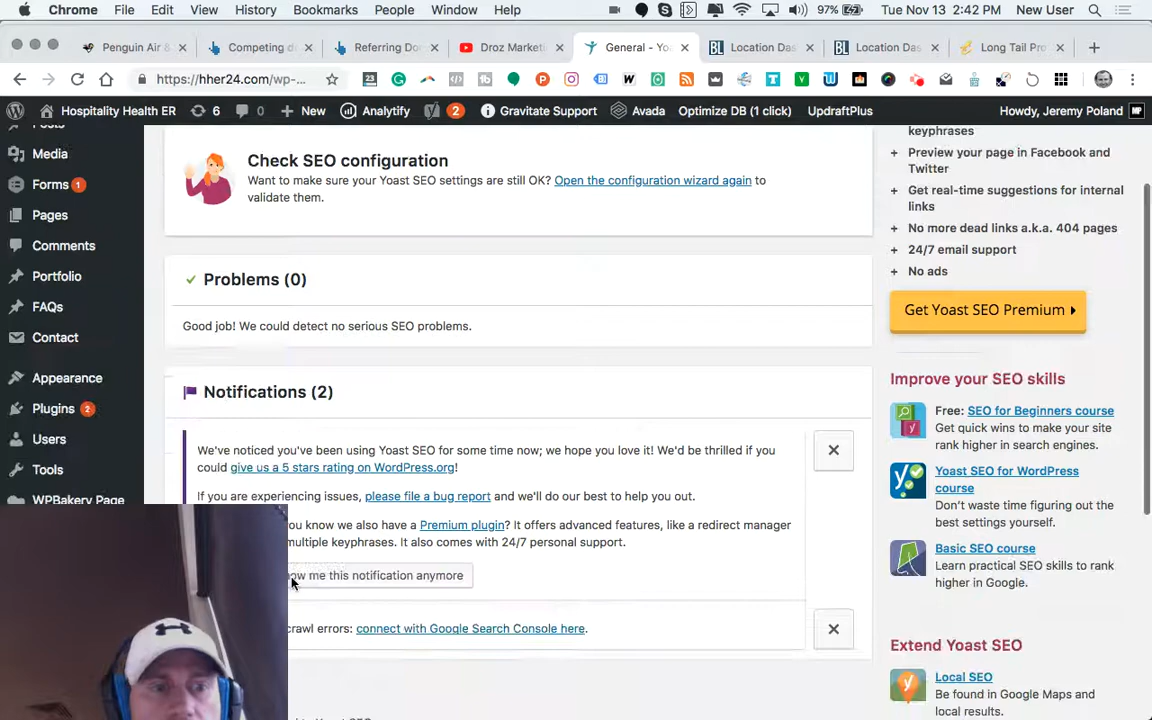 Chrome File Edit View History Bookmarks People Window Help 97% Tue Nov 13 2:42 PM New User
Penguin Air & Competing d Referring Do Droz Market General - Yo Location Das Location Das Long Tail Pro
https://hher24.com/wp-...
Hospitality Health ER 6 0 New Analytify 2 Gravitate Support Avada Optimize DB (1 click) UpdraftPlus Howdy, Jeremy Poland
Posts
Media
Forms 1
Pages
Comments
Portfolio
FAQs
Contact
Appearance
Plugins 2
Users
Tools
WPBakery Page
Check SEO configuration
Want to make sure your Yoast SEO settings are still OK? Open the configuration wizard again to
validate them.
Problems (0)
Good job! We could detect no serious SEO problems.
Notifications (2)
We've noticed you've been using Yoast SEO for some time now; we hope you love it! We'd be thrilled if you
could give us a 5 stars rating on WordPress.org!
If you are experiencing issues, please file a bug report and we'll do our best to help you out.
you know we also have a Premium plugin? It offers advanced features, like a redirect manager
multiple keyphrases. It also comes with 24/7 personal support.
ow me this notification anymore
crawl errors: connect with Google Search Console here.
keyphrases
+ Preview your page in Facebook and
Twitter
+ Get real-time suggestions for internal
links
+ No more dead links a.k.a. 404 pages
+ 24/7 email support
+ No ads
Get Yoast SEO Premium
Improve your SEO skills
Free: SEO for Beginners course
Get quick wins to make your site
rank higher in search engines.
Yoast SEO for WordPress
course
Don't waste time figuring out the
best settings yourself.
Basic SEO course
Learn practical SEO skills to rank
higher in Google.
Extend Yoast SEO
Local SEO
Be found in Google Maps and
local results.